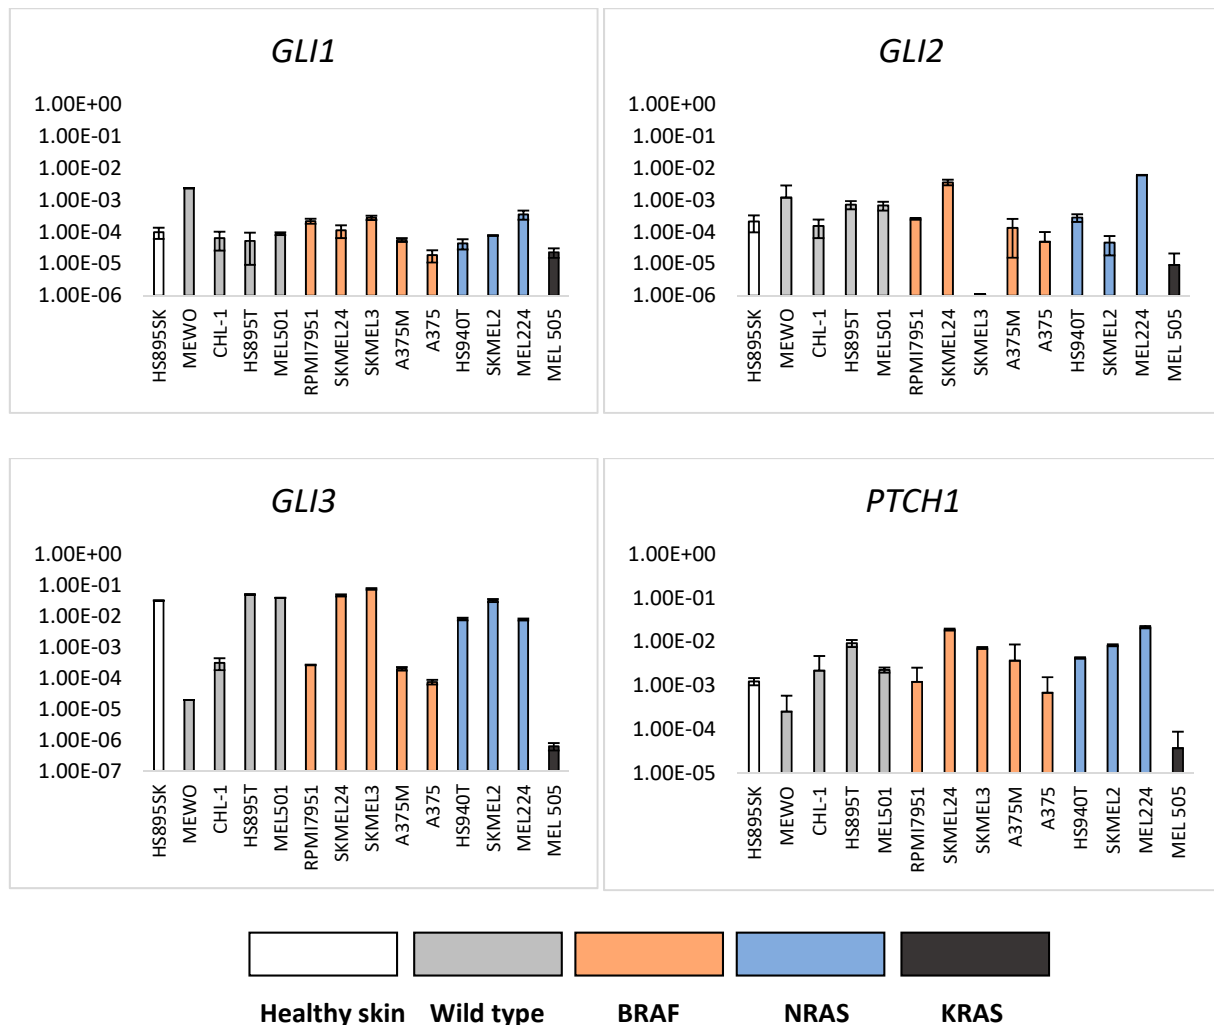 GLI1
1.00E+00
1.00E-01
1.00E-02
1.00E-03
1.00E-04
1.00E-05
1.00E-06
HS895SK
MEWO
CHL-1
HS895T
MEL501
RPMI7951
SKMEL24
SKMEL3
A375M
A375
HS940T
SKMEL2
MEL224
MEL 505
GLI2
1.00E+00
1.00E-01
1.00E-02
1.00E-03
1.00E-04
1.00E-05
1.00E-06
HS895SK
MEWO
CHL-1
HS895T
MEL501
RPMI7951
SKMEL24
SKMEL3
A375M
A375
HS940T
SKMEL2
MEL224
MEL 505
GLI3
1.00E+00
1.00E-01
1.00E-02
1.00E-03
1.00E-04
1.00E-05
1.00E-06
1.00E-07
HS895SK
MEWO
CHL-1
HS895T
MEL501
RPMI7951
SKMEL24
SKMEL3
A375M
A375
HS940T
SKMEL2
MEL224
MEL 505
PTCH1
1.00E+00
1.00E-01
1.00E-02
1.00E-03
1.00E-04
1.00E-05
HS895SK
MEWO
CHL-1
HS895T
MEL501
RPMI7951
SKMEL24
SKMEL3
A375M
A375
HS940T
SKMEL2
MEL224
MEL 505
Healthy skin Wild type BRAF NRAS KRAS